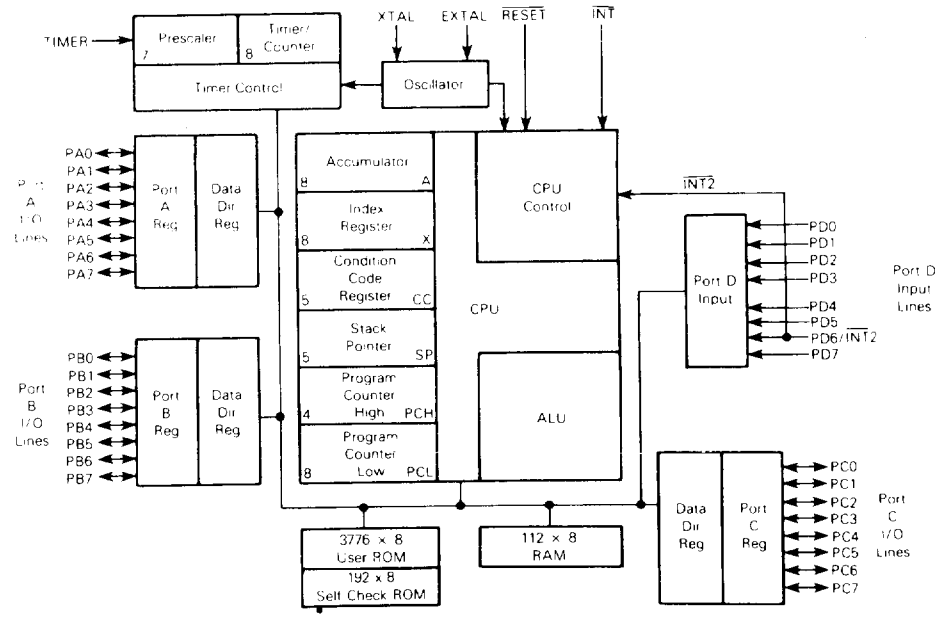 XTAL
EXTAL
RESET
INT
TIMER
Prescaler
7
Timer/
Counter
8
Timer Control
Oscillator
PA0
PA1
PA2
PA3
PA4
PA5
PA6
PA7
Port
A
I/O
Lines
Port
A
Reg
Data
Dir
Reg
Accumulator
8 A
Index
Register
8 X
Condition
Code
Register
5 CC
Stack
Pointer
5 SP
Program
Counter
High
4 PCH
Program
Counter
Low
8 PCL
CPU
Control
CPU
ALU
INT2
Port D
Input
PD0
PD1
PD2
PD3
PD4
PD5
PD6/INT2
PD7
Port D
Input
Lines
Port
B
I/O
Lines
PB0
PB1
PB2
PB3
PB4
PB5
PB6
PB7
Port
B
Reg
Data
Dir
Reg
3776 × 8
User ROM
192 x 8
Self Check ROM
112 × 8
RAM
Data
Dir
Reg
Port
C
Reg
PC0
PC1
PC2
PC3
PC4
PC5
PC6
PC7
Port
C
I/O
Lines